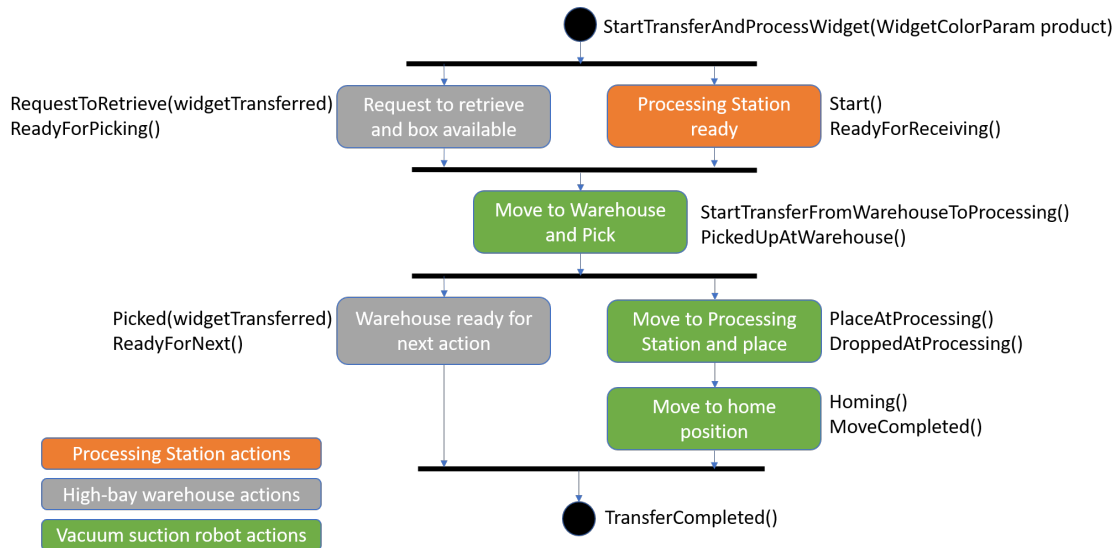 StartTransferAndProcessWidget(WidgetColorParam product)
RequestToRetrieve(widgetTransferred)
ReadyForPicking()
Request to retrieve
and box available
Processing Station
ready
Start()
ReadyForReceiving()
Move to Warehouse
and Pick
StartTransferFromWarehouseToProcessing()
PickedUpAtWarehouse()
Picked(widgetTransferred)
ReadyForNext()
Warehouse ready for
next action
Move to Processing
Station and place
PlaceAtProcessing()
DroppedAtProcessing()
Move to home
position
Homing()
MoveCompleted()
Processing Station actions
High-bay warehouse actions
Vacuum suction robot actions
TransferCompleted()